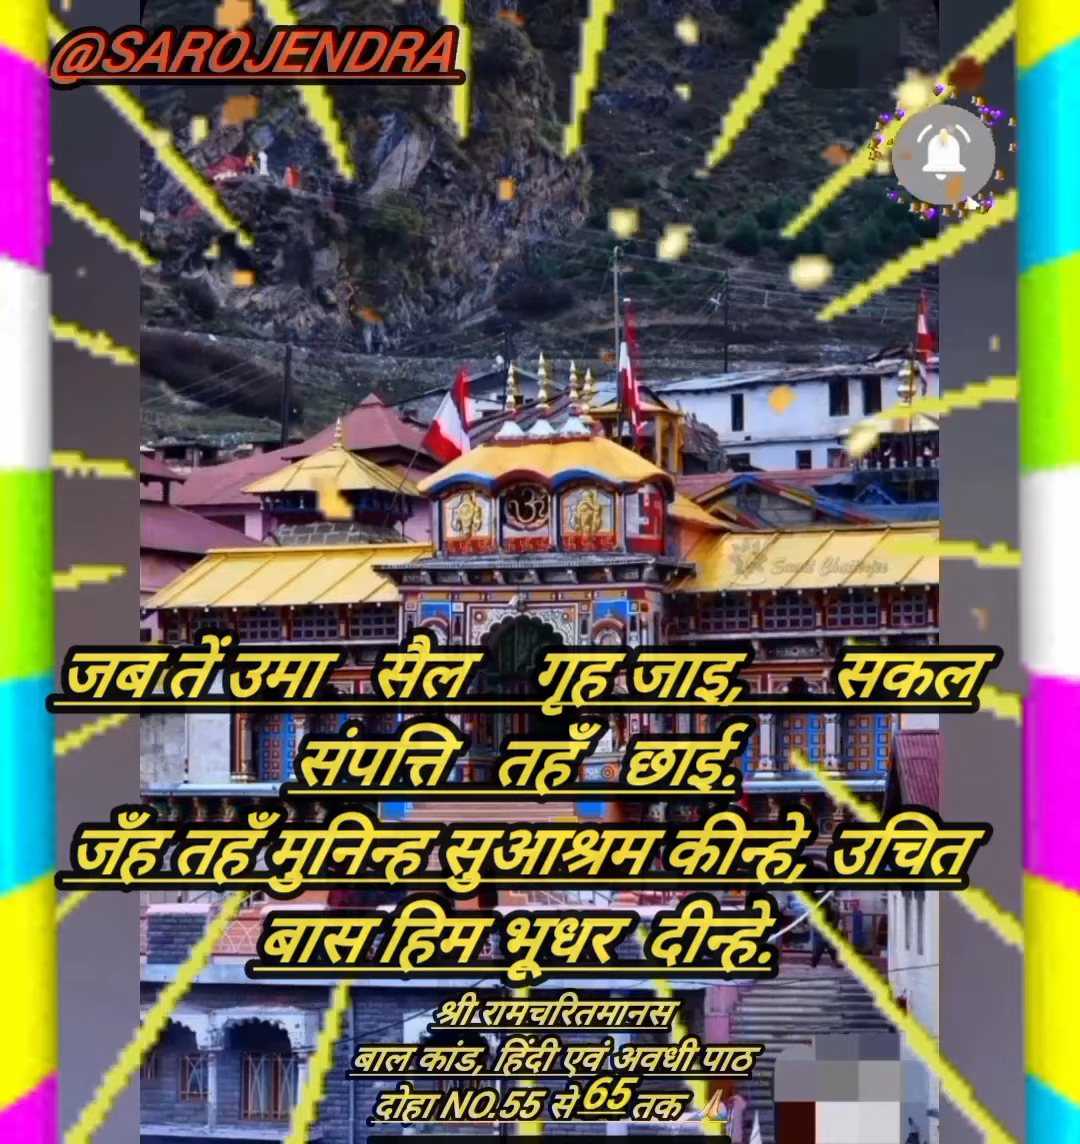 @SAROJENDRA
जब तें उमा सैल गृह जाइ, सकल
संपत्ति तहँ छाई.
जँह तहँ मुनिन्ह सुआश्रम कीन्हे, उचित
बास हिम भूधर दीन्हे.
श्री रामचरितमानस
बाल कांड, हिंदी एवं अवधी पाठ
दोहा NO.55 से 65 तक 🙏